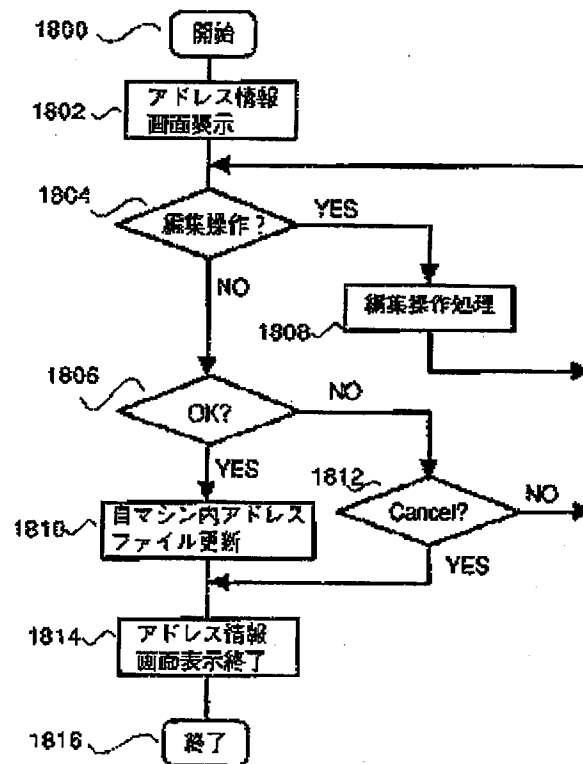 1800
開始
1802
アドレス情報
画面表示
1804
編集操作?
YES
NO
編集操作処理
1808
1806
OK?
NO
YES
1812
Cancel?
NO
YES
1810
自マシン内アドレス
ファイル更新
1814
アドレス情報
画面表示終了
1816
終了